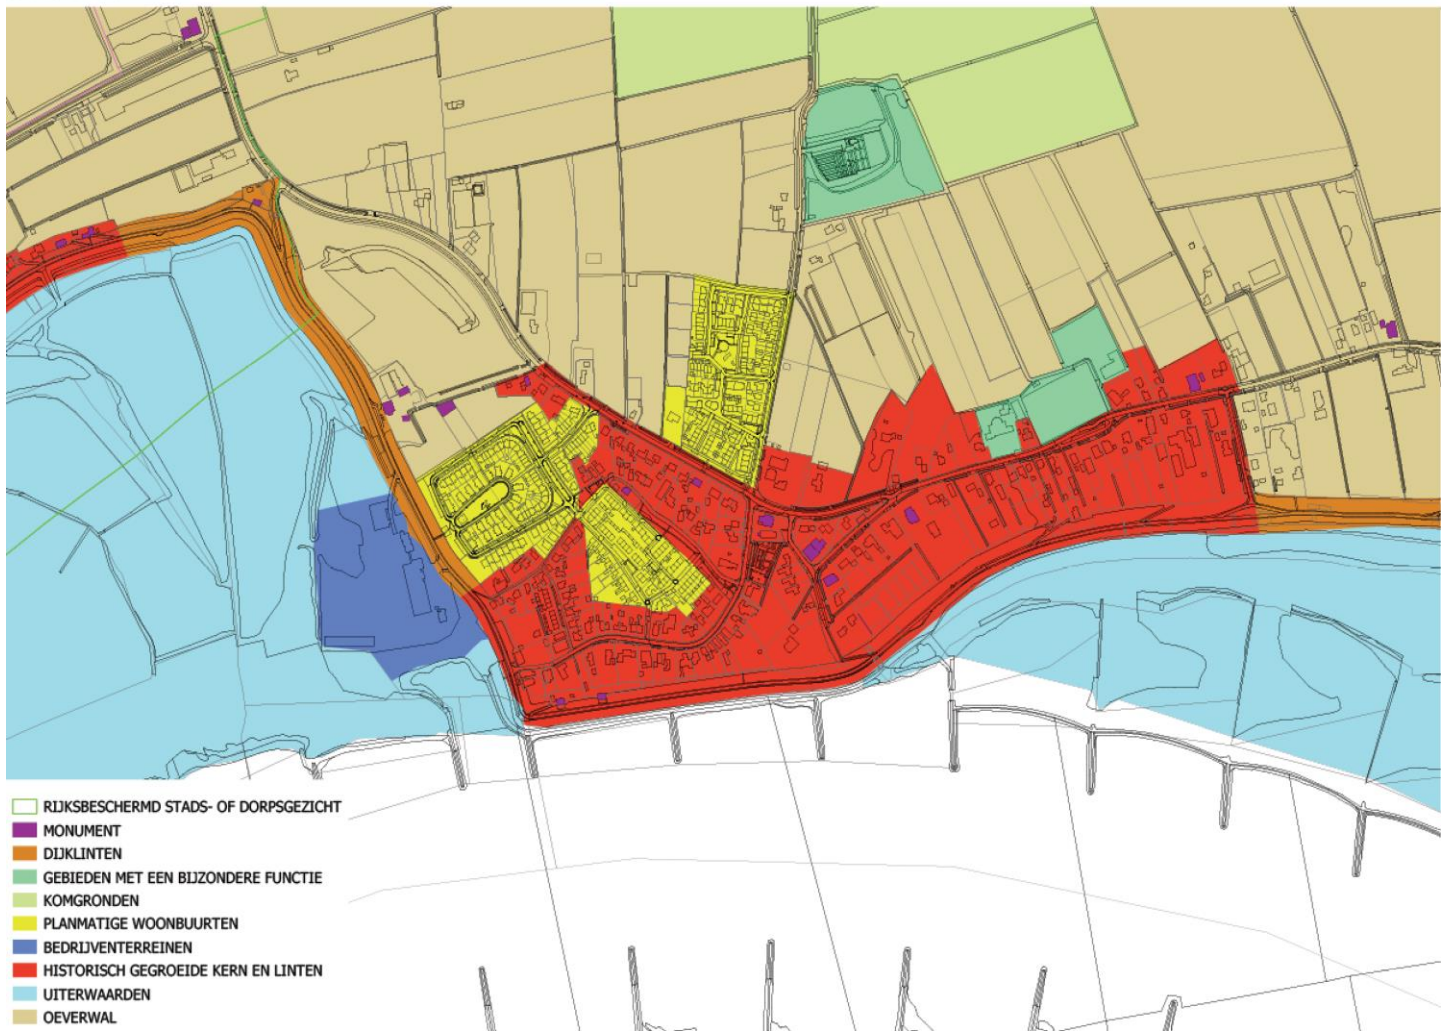 RIJKSBESCHERMD STADS- OF DORPSGEZICHT
MONUMENT
DIJKLINTEN
GEBIEDEN MET EEN BIJZONDERE FUNCTIE
KOMGRONDEN
PLANMATIGE WOONBUURTEN
BEDRIJVENTERREINEN
HISTORISCH GEGROEIDE KERN EN LINTEN
UITERWAARDEN
OEVERWAL